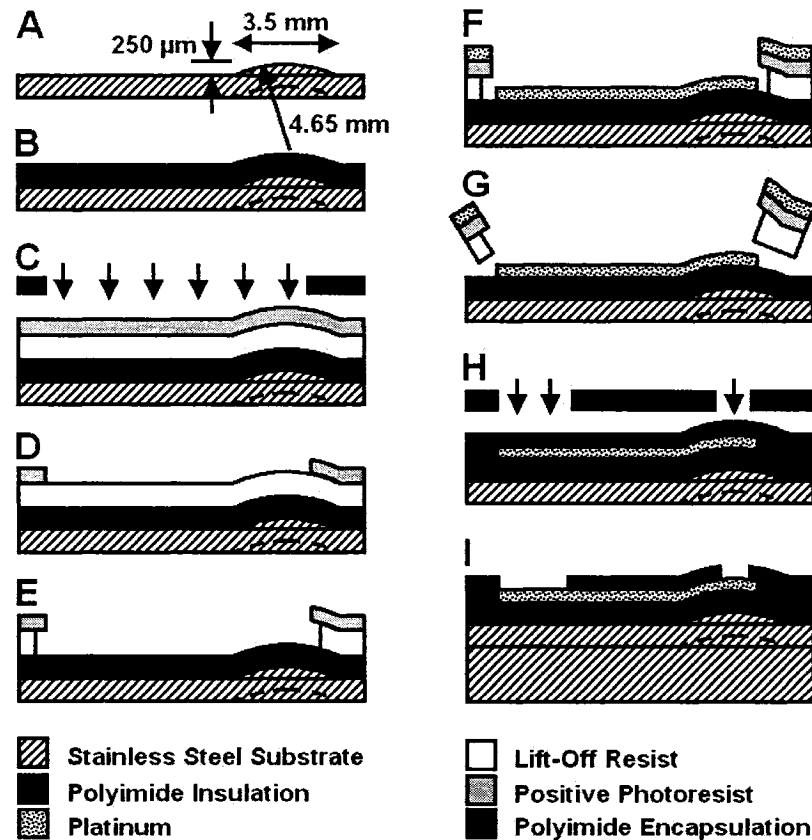 A
3.5 mm
250 µm
4.65 mm
B
C
D
E
Stainless Steel Substrate
Polyimide Insulation
Platinum
F
G
H
I
Lift-Off Resist
Positive Photoresist
Polyimide Encapsulation